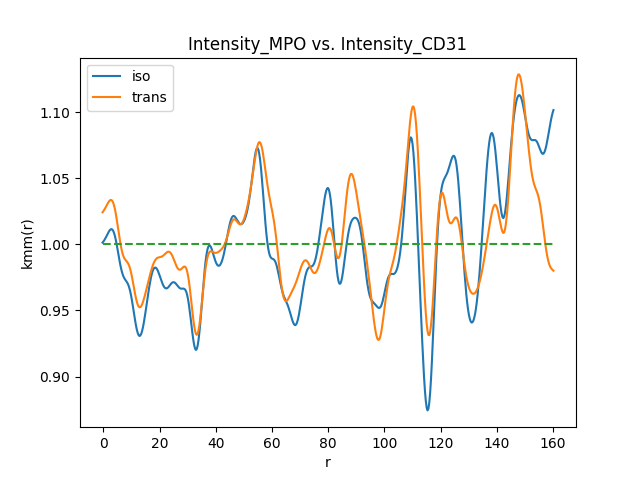 Intensity_MPO vs. Intensity_CD31
iso
trans
1.10
1.05
1.00
0.95
0.90
kmm(r)
0 20 40 60 80 100 120 140 160
r